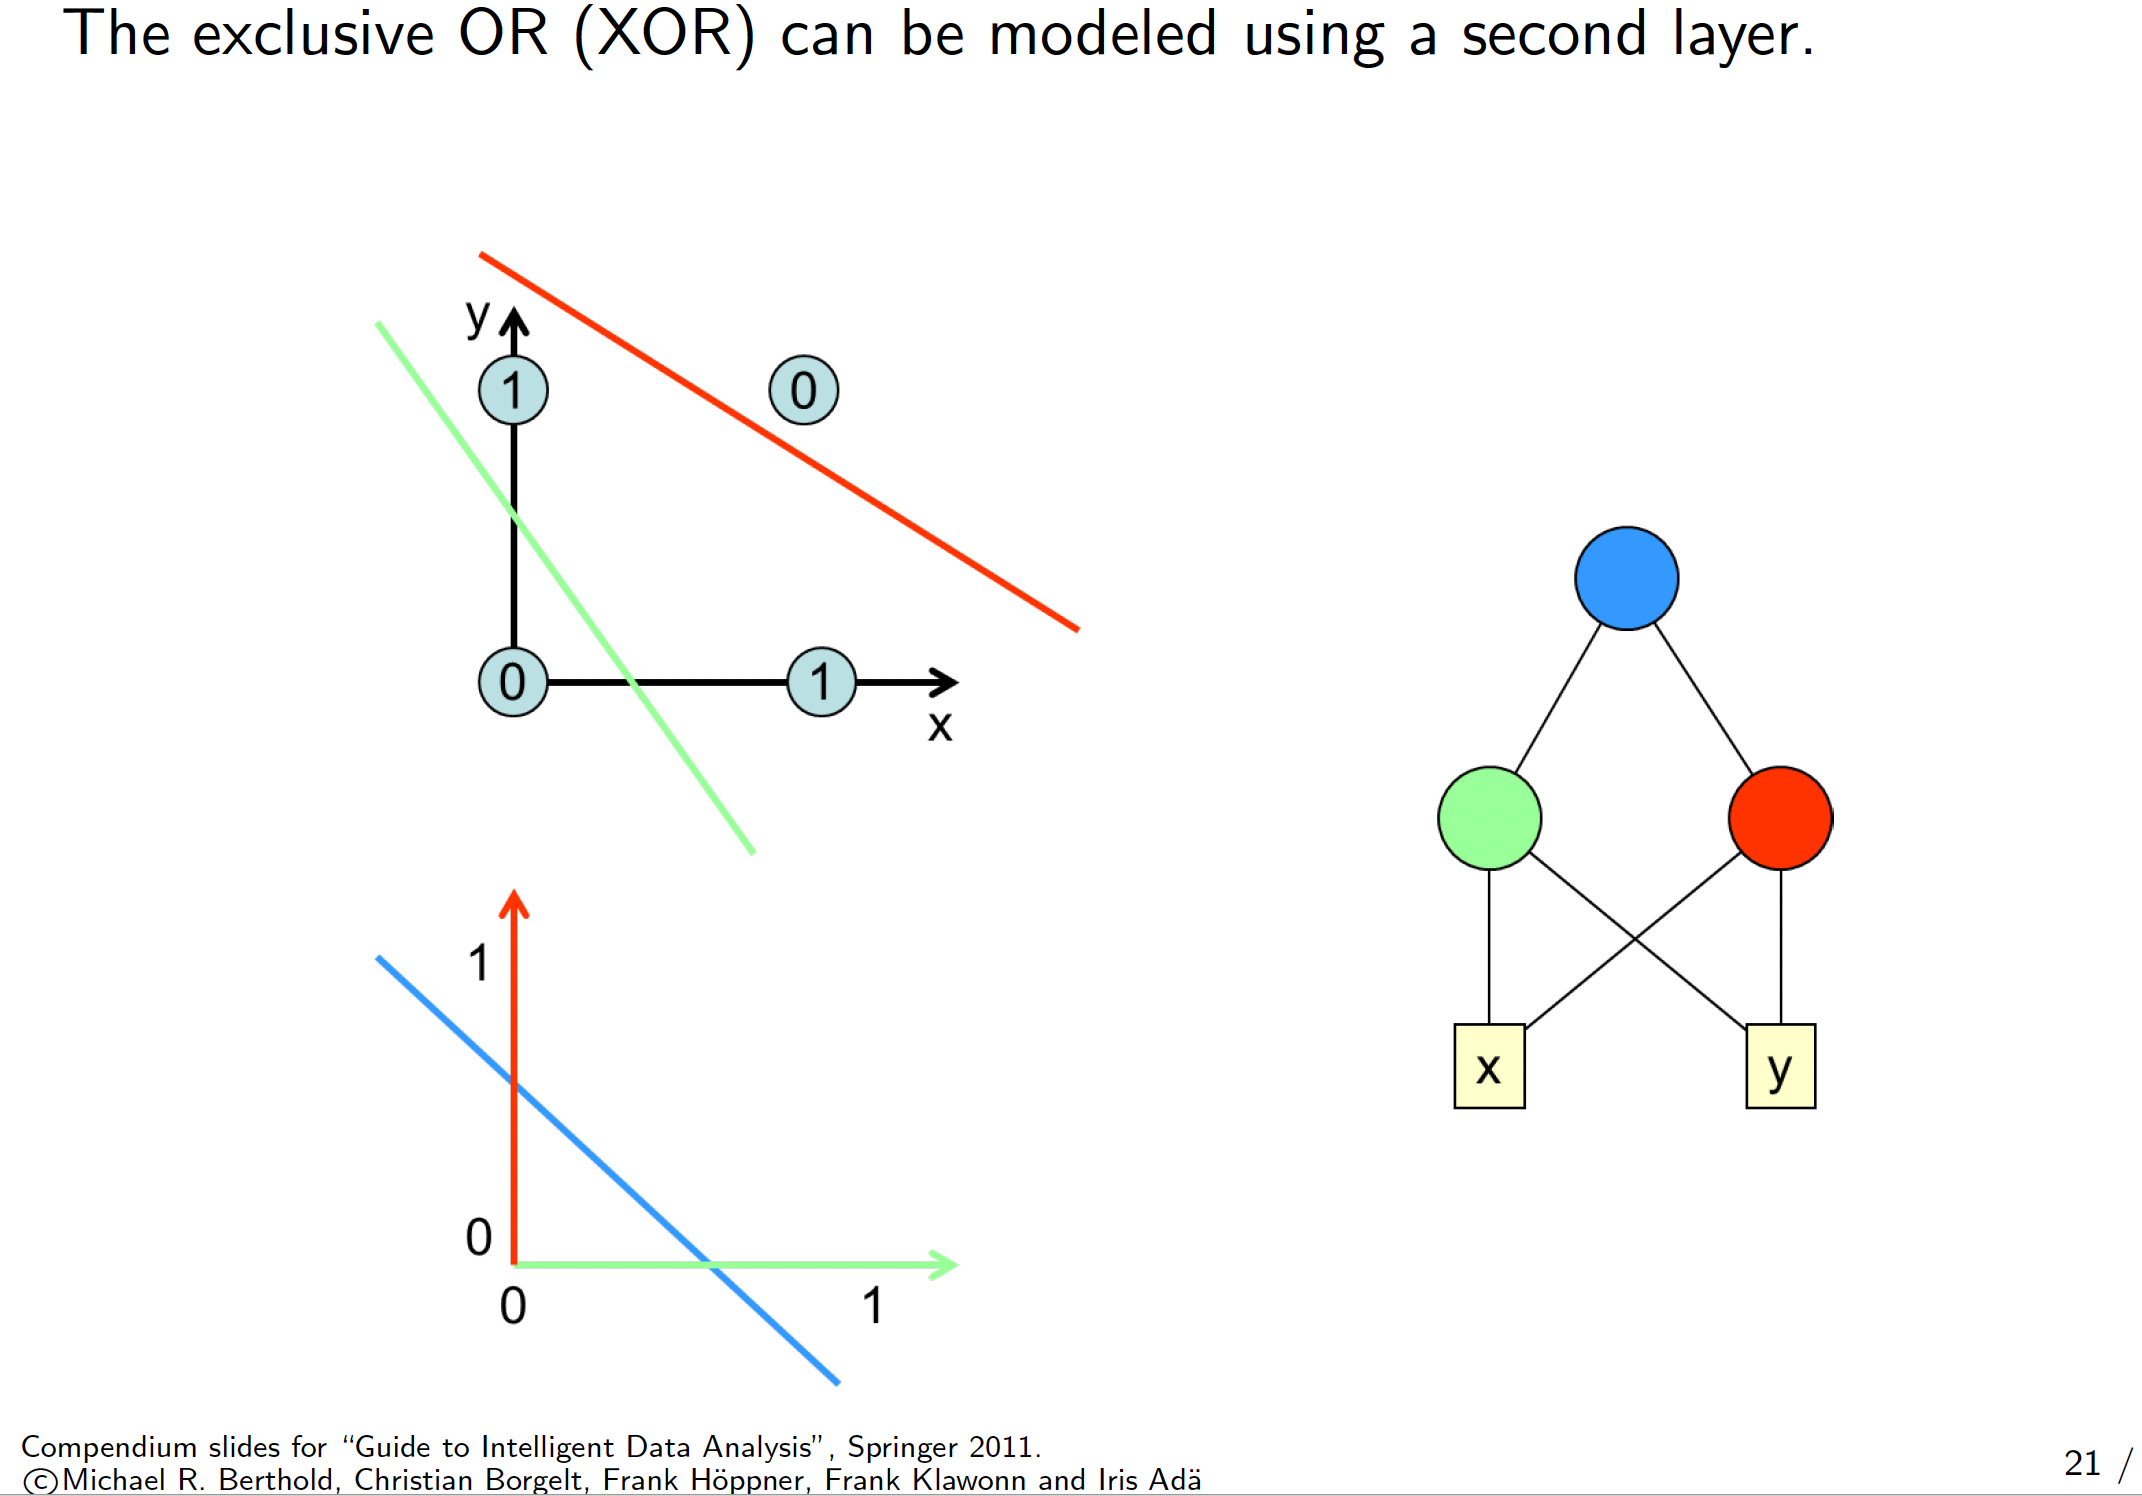 The exclusive OR (XOR) can be modeled using a second layer.
y
1
0
0
1
x
1
0
0
1
x
y
Compendium slides for “Guide to Intelligent Data Analysis”, Springer 2011.
©Michael R. Berthold, Christian Borgelt, Frank Höppner, Frank Klawonn and Iris Adä
21 /